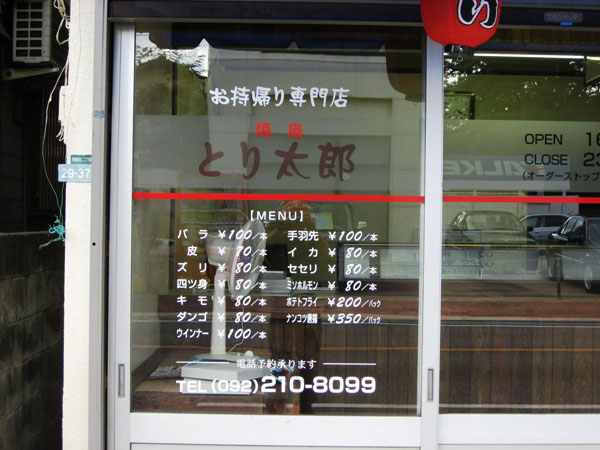 め
お持帰り専門店
焼鳥
とり太郎
29-37
OPEN 16
CLOSE 23
(オーダーストップ
[MENU]
バラ ¥100/本 手羽先 ¥100/本
皮 ¥70/本 イカ ¥80/本
ズリ ¥80/本 セセリ ¥80/本
四ツ身 ¥80/本 ミソホルモン ¥80/本
キモ ¥80/本 ポテトフライ ¥200/パック
ダンゴ ¥80/本 ナンコツ唐揚 ¥350/パック
ウインナー ¥100/本
電話予約承ります
TEL (092) 210-8099